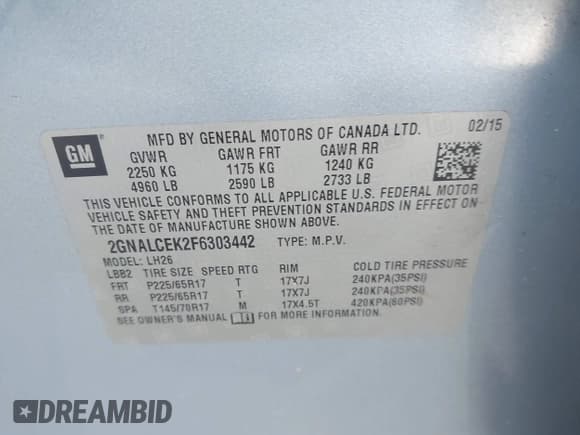 GM
®
MFD BY GENERAL MOTORS OF CANADA LTD. 02/15
GVWR GAWR FRT GAWR RR
2250 KG 1175 KG 1240 KG
4960 LB 2590 LB 2733 LB
THIS VEHICLE CONFORMS TO ALL APPLICABLE U.S. FEDERAL MOTOR
VEHICLE SAFETY AND THEFT PREVENTION STANDARDS IN EFFECT ON
THE DATE OF MANUFACTURE SHOWN ABOVE.
2GNALCEK2F6303442 TYPE: M.P.V.
MODEL: LH26
LBB2 TIRE SIZE SPEED RTG RIM COLD TIRE PRESSURE
FRT P225/65R17 T 17X7J 240KPA(35PSI)
RR P225/65R17 T 17X7J 240KPA(35PSI)
SPA T145/70R17 M 17X4.5T 420KPA(60PSI)
SEE OWNER'S MANUAL FOR MORE INFORMATION.
DREAMBID